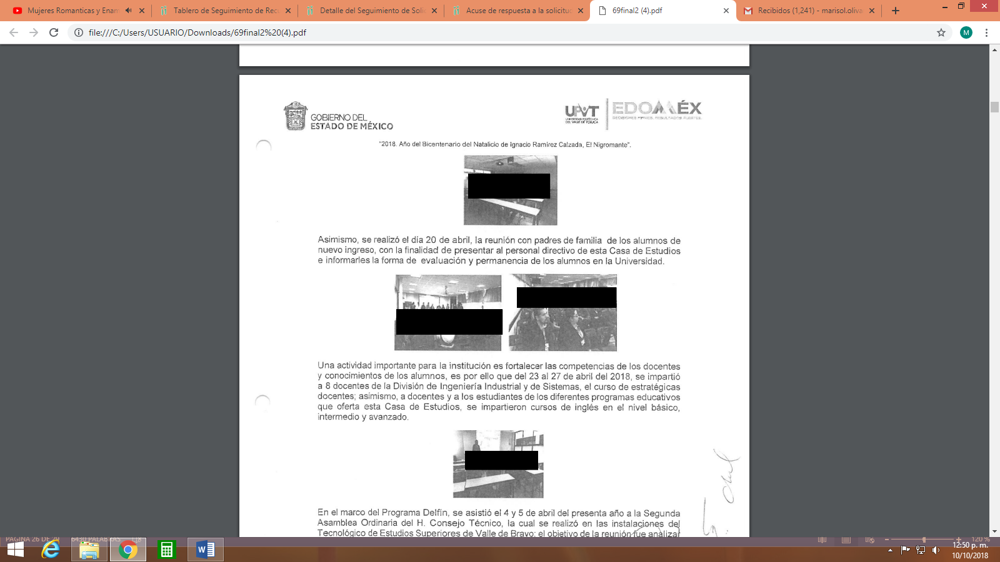 Mujeres Romanticas y Enam
Tablero de Seguimiento de Recu
Detalle del Seguimiento de Solic
Acuse de respuesta a la solicitud
69final2 (4).pdf
Recibidos (1,241) - marisol.oliva
file:///C:/Users/USUARIO/Downloads/69final2%20(4).pdf
M
GOBIERNO DEL
ESTADO DE MÉXICO
UPVT
UNIVERSIDAD POLITÉCNICA
DEL VALLE DE TOLUCA
EDOMÉX
DECISIONES FIRMES, RESULTADOS FUERTES.
"2018. Año del Bicentenario del Natalicio de Ignacio Ramírez Calzada, El Nigromante".
Asimismo, se realizó el día 20 de abril, la reunión con padres de familia de los alumnos de
nuevo ingreso, con la finalidad de presentar al personal directivo de esta Casa de Estudios
e informarles la forma de evaluación y permanencia de los alumnos en la Universidad.
Una actividad importante para la institución es fortalecer las competencias de los docentes
y conocimientos de los alumnos, es por ello que del 23 al 27 de abril del 2018, se impartió
a 8 docentes de la División de Ingeniería Industrial y de Sistemas, el curso de estratégicas
docentes; asimismo, a docentes y a los estudiantes de los diferentes programas educativos
que oferta esta Casa de Estudios, se impartieron cursos de inglés en el nivel básico,
intermedio y avanzado.
En el marco del Programa Delfín, se asistió el 4 y 5 de abril del presenta año a la Segunda
Asamblea Ordinaria del H. Consejo Técnico, la cual se realizó en las instalaciones del
Tecnológico de Estudios Superiores de Valle de Bravo; el objetivo de la reunión fue analizar
PÁGINA 26 DE 29 6430 PALABRAS
120 %
12:50 p. m.
10/10/2018